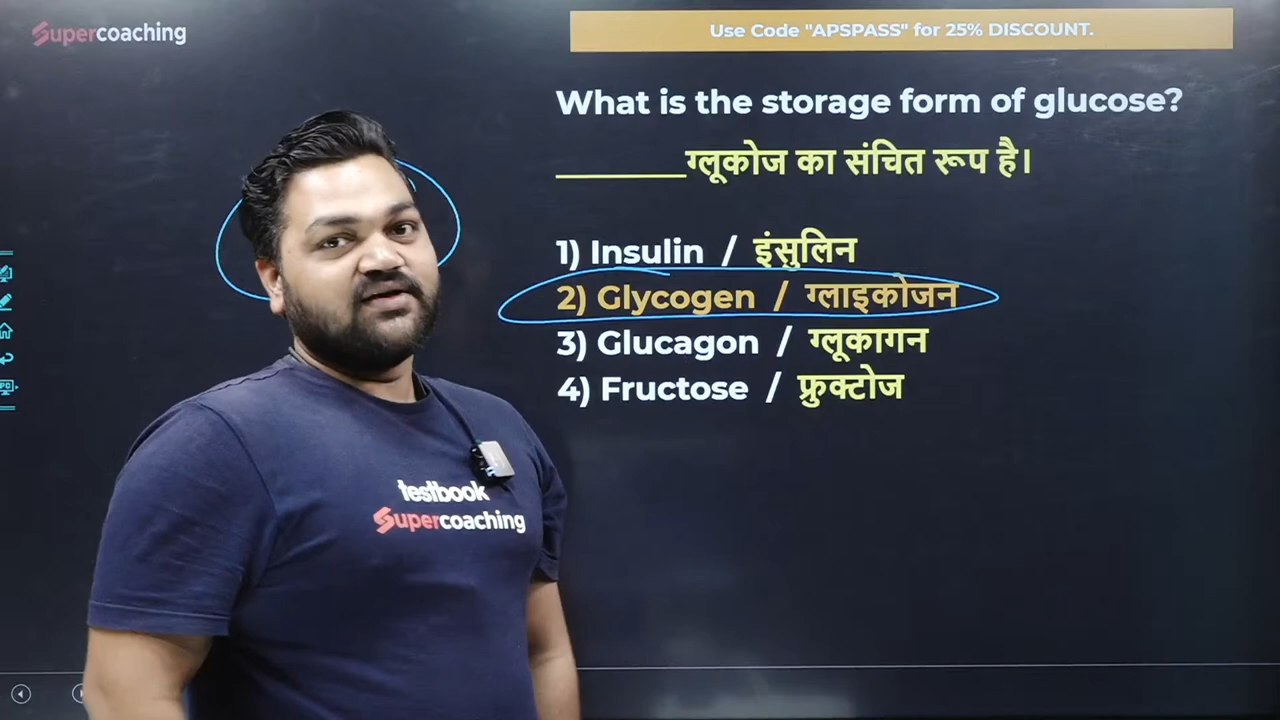 Supercoaching
Use Code "APSPASS" for 25% DISCOUNT.
What is the storage form of glucose?
_______ग्लूकोज का संचित रूप है।
1) Insulin / इंसुलिन
2) Glycogen / ग्लाइकोजन
3) Glucagon / ग्लूकागन
4) Fructose / फ्रुक्टोज
testbook
Supercoaching